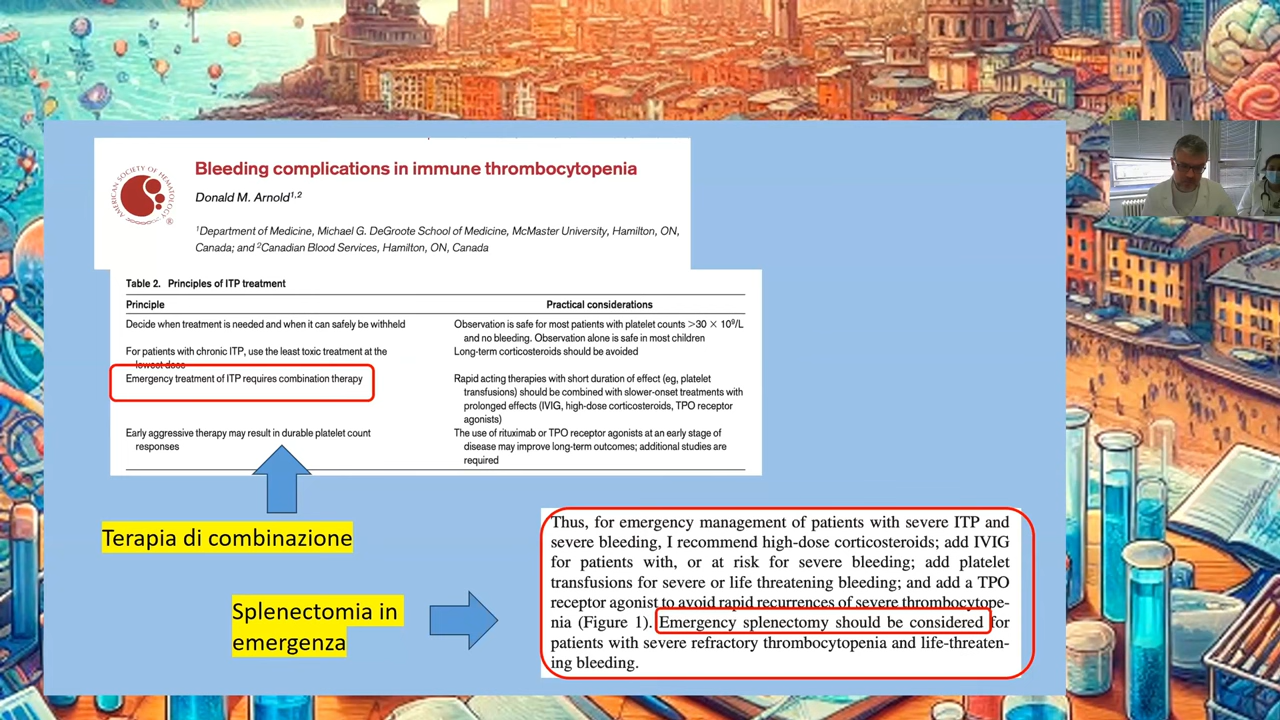 Bleeding complications in immune thrombocytopenia
Donald M. Arnold1,2
AMERICAN SOCIETY OF HEMATOLOGY
®
1Department of Medicine, Michael G. DeGroote School of Medicine, McMaster University, Hamilton, ON,
Canada; and 2Canadian Blood Services, Hamilton, ON, Canada
Table 2. Principles of ITP treatment
Principle
Practical considerations
Decide when treatment is needed and when it can safely be withheld
Observation is safe for most patients with platelet counts >30 × 10⁹/L
and no bleeding. Observation alone is safe in most children
For patients with chronic ITP, use the least toxic treatment at the
lowest dose
Long-term corticosteroids should be avoided
Emergency treatment of ITP requires combination therapy
Rapid acting therapies with short duration of effect (eg, platelet
transfusions) should be combined with slower-onset treatments with
prolonged effects (IVIG, high-dose corticosteroids, TPO receptor
agonists)
Early aggressive therapy may result in durable platelet count
responses
The use of rituximab or TPO receptor agonists at an early stage of
disease may improve long-term outcomes; additional studies are
required
Terapia di combinazione
Splenectomia in
emergenza
Thus, for emergency management of patients with severe ITP and
severe bleeding, I recommend high-dose corticosteroids; add IVIG
for patients with, or at risk for severe bleeding; add platelet
transfusions for severe or life threatening bleeding; and add a TPO
receptor agonist to avoid rapid recurrences of severe thrombocytope-
nia (Figure 1). Emergency splenectomy should be considered for
patients with severe refractory thrombocytopenia and life-threaten-
ing bleeding.